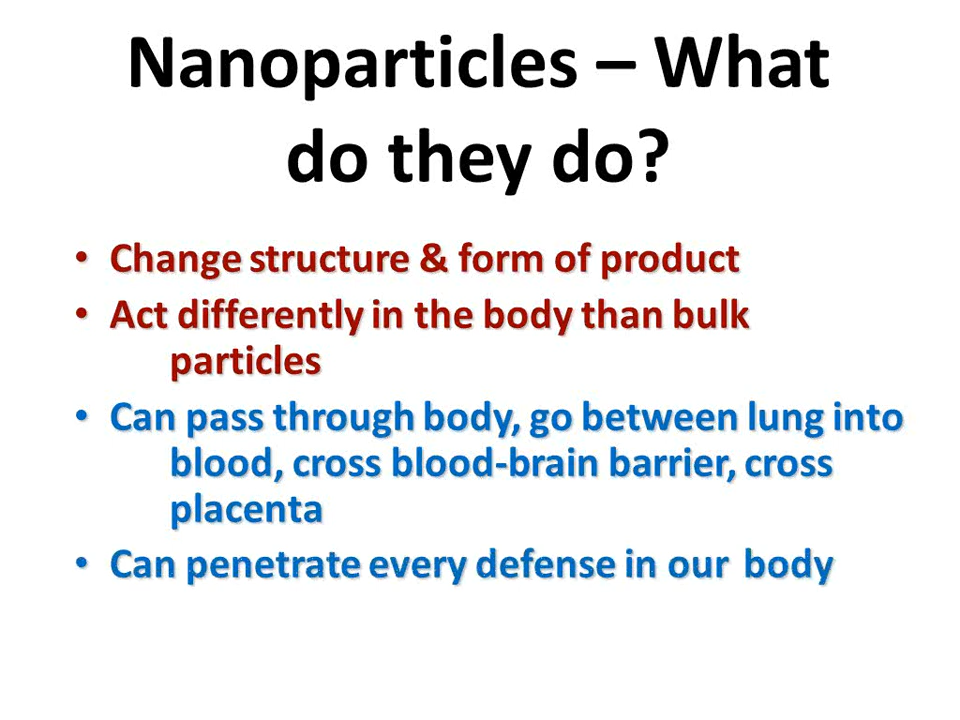 Nanoparticles – What
do they do?
• Change structure & form of product
• Act differently in the body than bulk
particles
• Can pass through body, go between lung into
blood, cross blood-brain barrier, cross
placenta
• Can penetrate every defense in our body